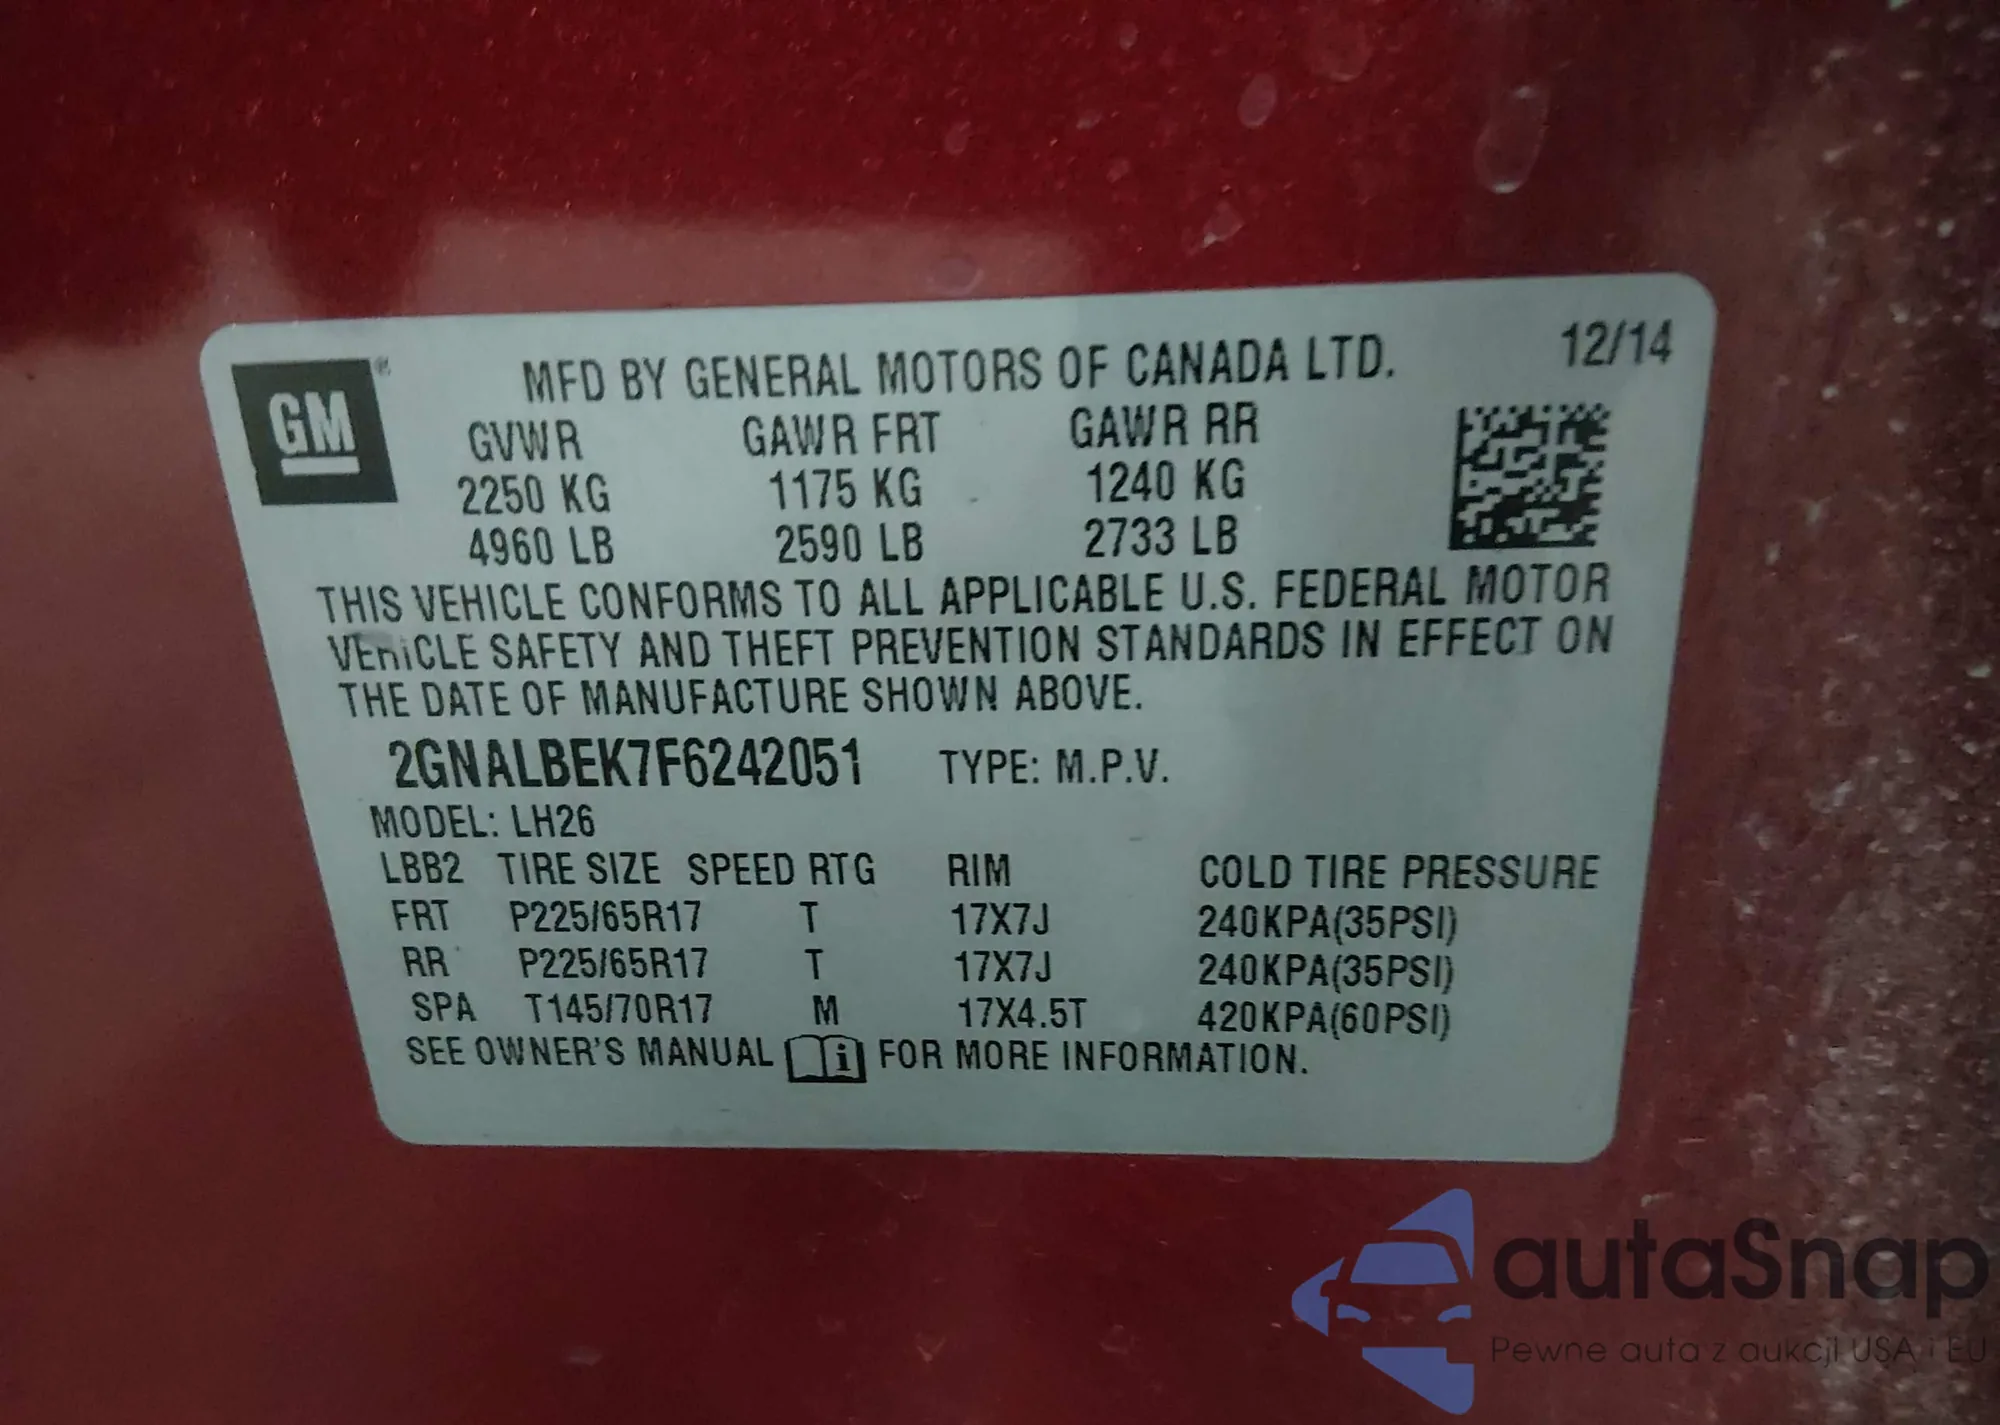 GM®
MFD BY GENERAL MOTORS OF CANADA LTD. 12/14
GVWR GAWR FRT GAWR RR
2250 KG 1175 KG 1240 KG
4960 LB 2590 LB 2733 LB
THIS VEHICLE CONFORMS TO ALL APPLICABLE U.S. FEDERAL MOTOR
VEHICLE SAFETY AND THEFT PREVENTION STANDARDS IN EFFECT ON
THE DATE OF MANUFACTURE SHOWN ABOVE.
2GNALBEK7F6242051 TYPE: M.P.V.
MODEL: LH26
LBB2 TIRE SIZE SPEED RTG RIM COLD TIRE PRESSURE
FRT P225/65R17 T 17X7J 240KPA(35PSI)
RR P225/65R17 T 17X7J 240KPA(35PSI)
SPA T145/70R17 M 17X4.5T 420KPA(60PSI)
SEE OWNER'S MANUAL i FOR MORE INFORMATION.
autaSnap
Pewne auta z aukcji USA i EU